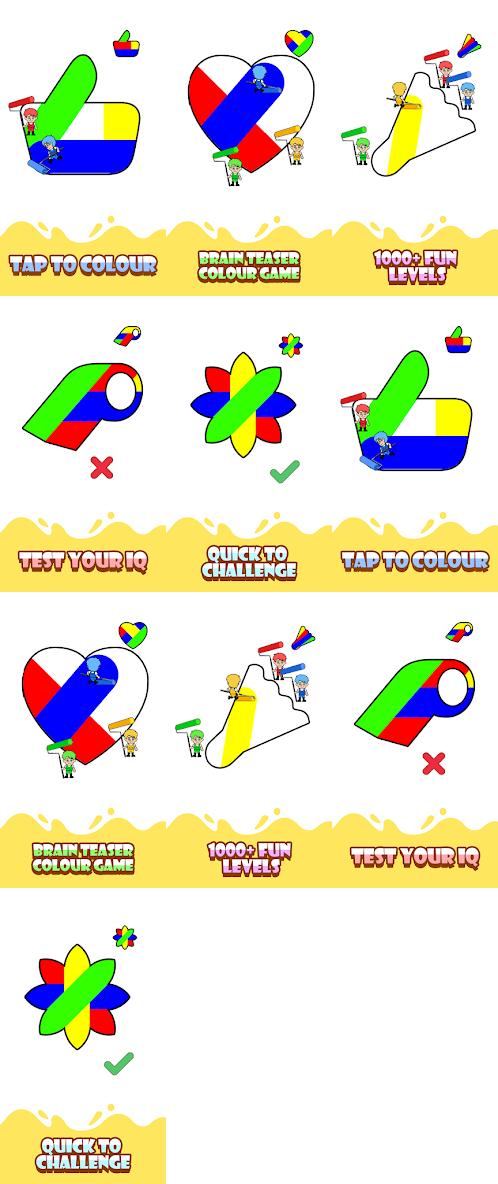 TAP TO COLOUR
BRAIN TEASER
COLOUR GAME
1000+ FUN
LEVELS
TEST YOUR IQ
QUICK TO
CHALLENGE
TAP TO COLOUR
BRAIN TEASER
COLOUR GAME
1000+ FUN
LEVELS
TEST YOUR IQ
QUICK TO
CHALLENGE